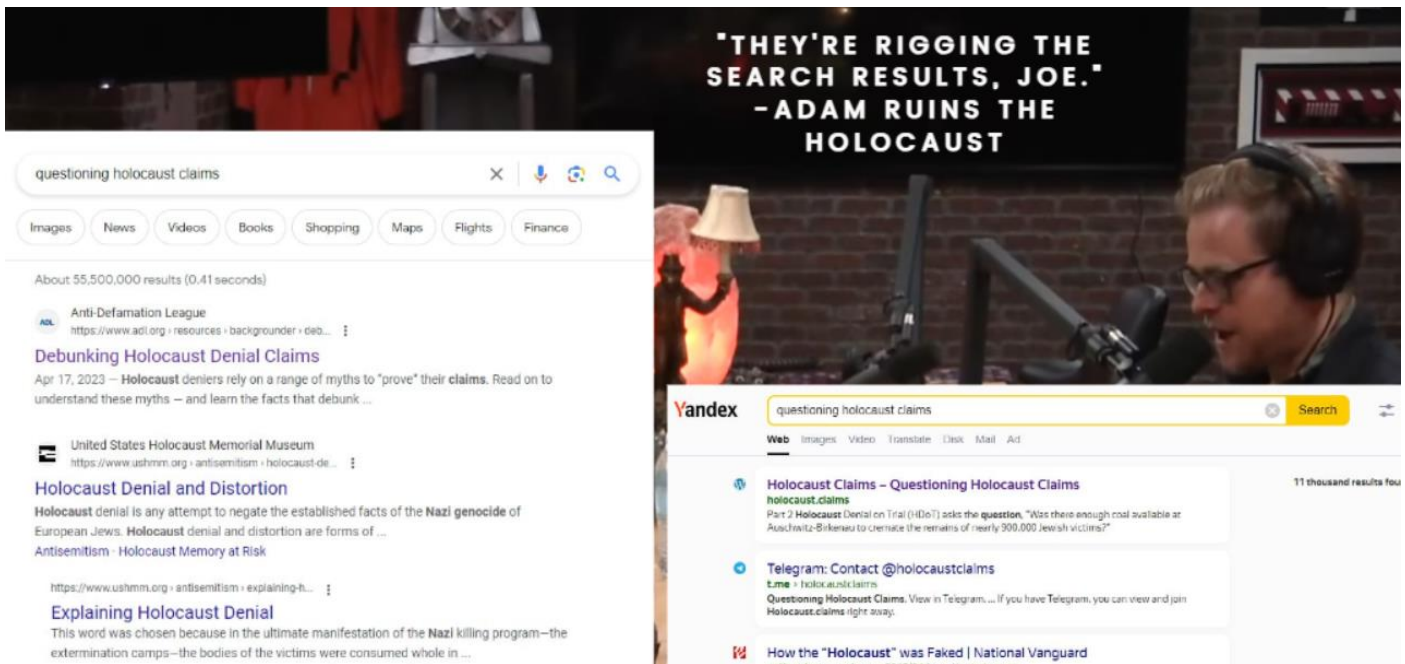 "THEY'RE RIGGING THE
SEARCH RESULTS, JOE."
-ADAM RUINS THE
HOLOCAUST
questioning holocaust claims
Images News Videos Books Shopping Maps Flights Finance
About 55,500,000 results (0.41 seconds)
ADL
Anti-Defamation League
https://www.adl.org › resources › backgrounder › deb...
Debunking Holocaust Denial Claims
Apr 17, 2023 — Holocaust deniers rely on a range of myths to "prove" their claims. Read on to
understand these myths — and learn the facts that debunk ...
United States Holocaust Memorial Museum
https://www.ushmm.org › antisemitism › holocaust-de...
Holocaust Denial and Distortion
Holocaust denial is any attempt to negate the established facts of the Nazi genocide of
European Jews. Holocaust denial and distortion are forms of ...
Antisemitism · Holocaust Memory at Risk
https://www.ushmm.org › antisemitism › explaining-h...
Explaining Holocaust Denial
This word was chosen because in the ultimate manifestation of the Nazi killing program—the
extermination camps—the bodies of the victims were consumed whole in ...
Yandex
questioning holocaust claims
Search
Web Images Video Translate Disk Mail Ad
Holocaust Claims – Questioning Holocaust Claims
holocaust.claims
Part 2 Holocaust Denial on Trial (HDoT) asks the question, "Was there enough coal available at
Auschwitz-Birkenau to cremate the remains of nearly 900,000 Jewish victims?"
11 thousand results fou
Telegram: Contact @holocaustclaims
t.me › holocaustclaims
Questioning Holocaust Claims. View in Telegram. ... If you have Telegram, you can view and join
Holocaust.claims right away.
How the "Holocaust" was Faked | National Vanguard